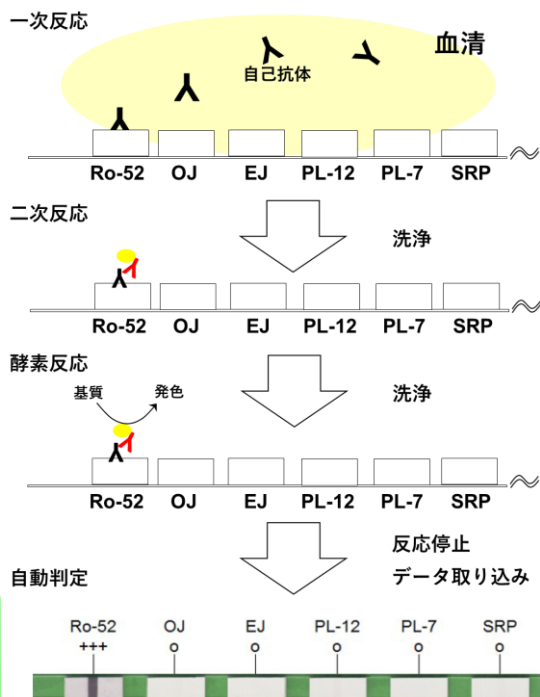 一次反応
血清
自己抗体
Ro-52 OJ EJ PL-12 PL-7 SRP
二次反応
洗浄
Ro-52 OJ EJ PL-12 PL-7 SRP
酵素反応
基質 発色
洗浄
Ro-52 OJ EJ PL-12 PL-7 SRP
反応停止
自動判定
データ取り込み
Ro-52 OJ EJ PL-12 PL-7 SRP
+++ o o o o o